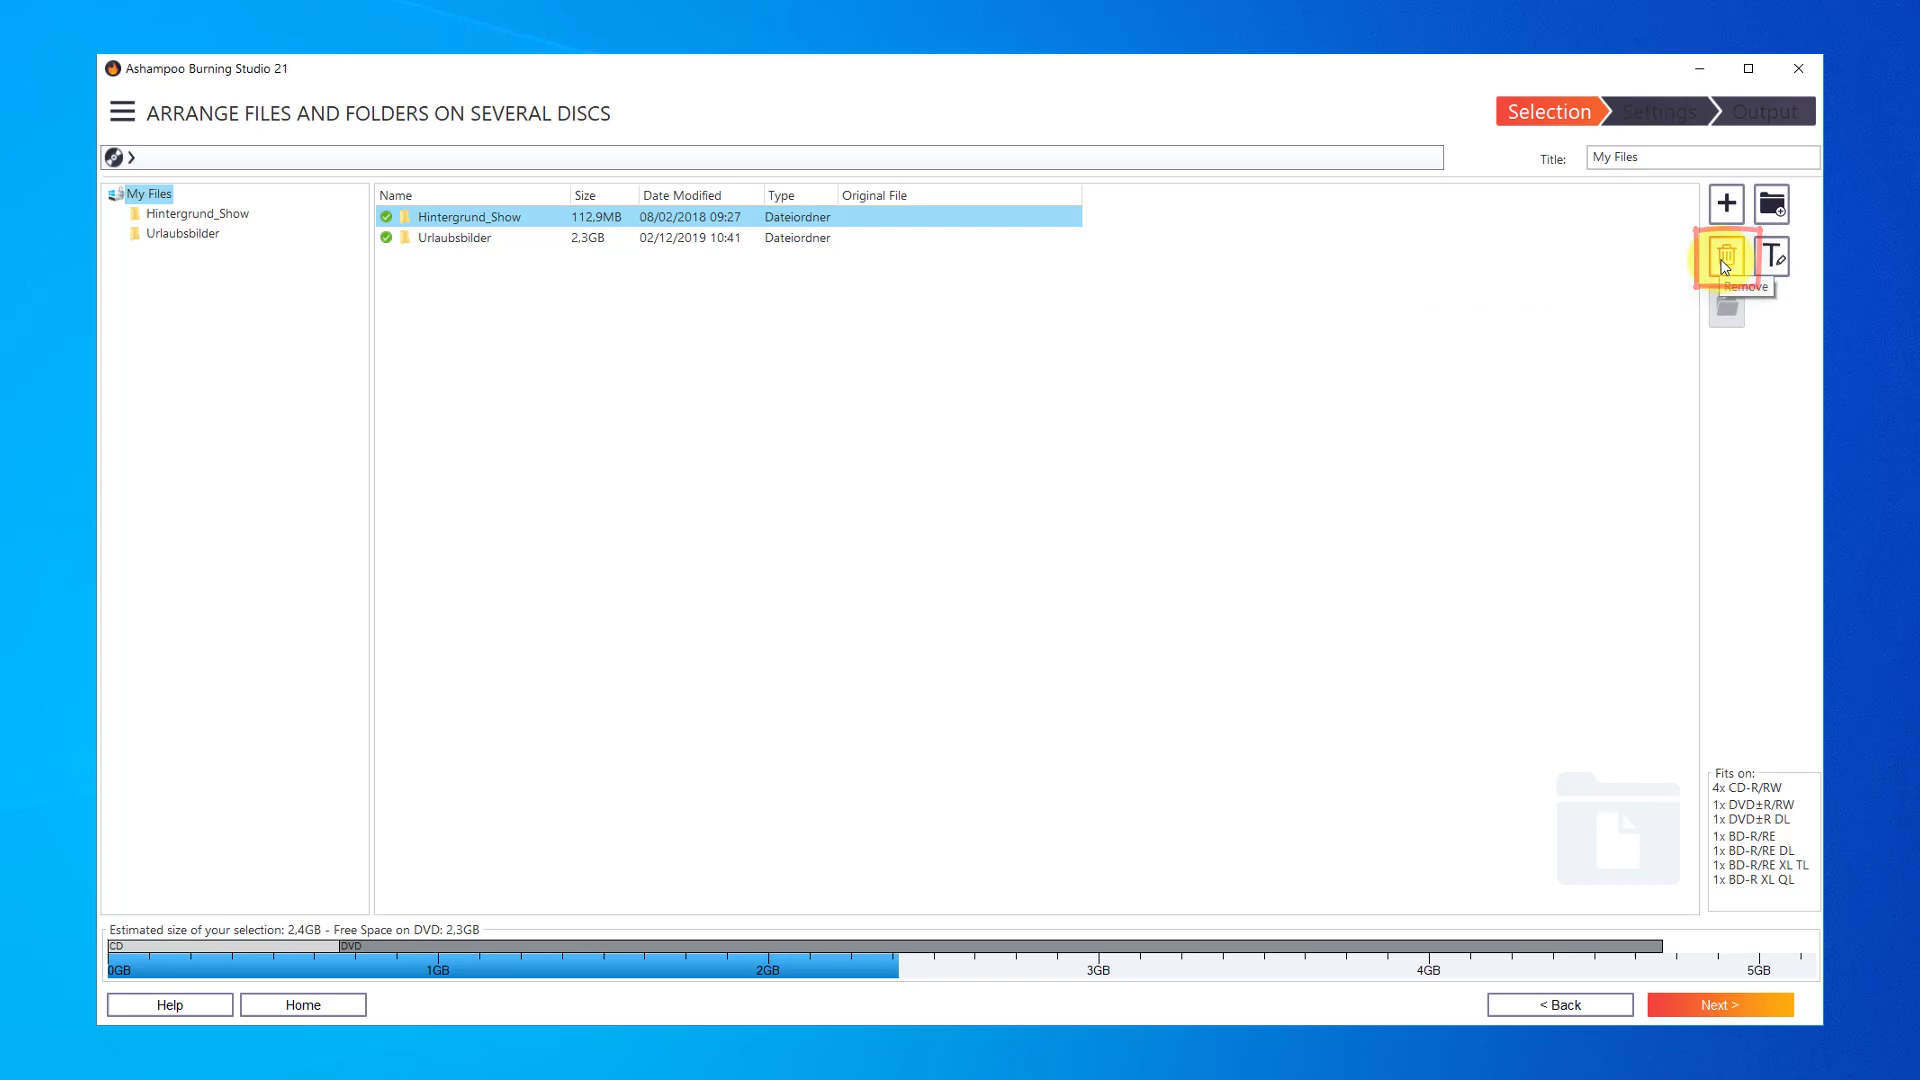 Ashampoo Burning Studio 21
ARRANGE FILES AND FOLDERS ON SEVERAL DISCS
Selection
Settings
Output
Title:
My Files
My Files
Hintergrund_Show
Urlaubsbilder
Name Size Date Modified Type Original File
Hintergrund_Show 112,9MB 08/02/2018 09:27 Dateiordner
Urlaubsbilder 2,3GB 02/12/2019 10:41 Dateiordner
Remove
Fits on:
4x CD-R/RW
1x DVD±R/RW
1x DVD±R DL
1x BD-R/RE
1x BD-R/RE DL
1x BD-R/RE XL TL
1x BD-R XL QL
Estimated size of your selection: 2,4GB - Free Space on DVD: 2,3GB
CD DVD
0GB 1GB 2GB 3GB 4GB 5GB
Help
Home
< Back
Next >